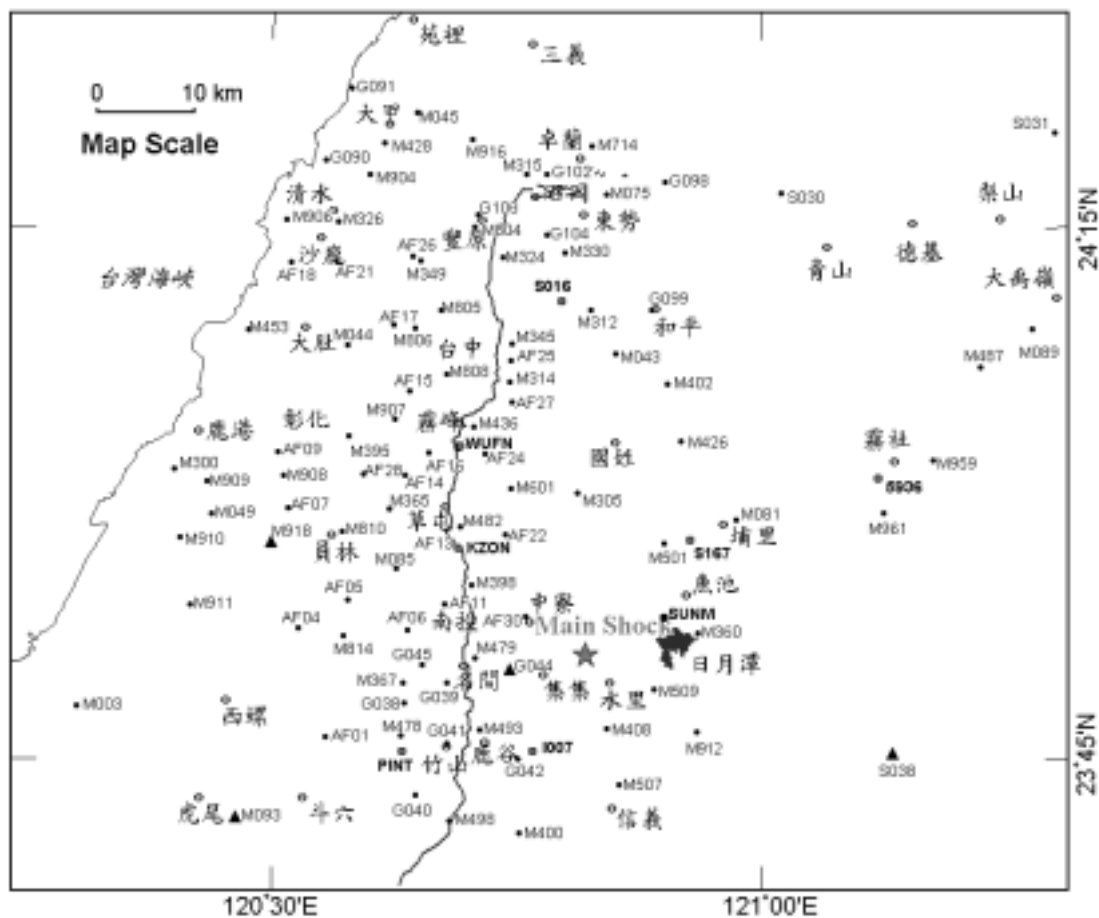 苑裡
三義
G091
0 10 km
大甲
M045
S031
Map Scale
M428
M916
卓蘭
M714
G090
M904
M315
G102
G098
M075
S030
梨山
清水
M906
M326
G103
M804
豐原
G104
東勢
德基
24°15'N
沙鹿
AF26
M324
M330
青山
台灣海峽
AF18
AF21
M349
大禹嶺
S016
M805
G099
M453
大肚
M044
AF17
M806
M312
和平
M089
台中
M345
M043
M487
AF25
M808
M314
M402
AF15
AF27
M907
鹿港
彰化
霧峰
M436
霧社
M395
WUFN
M426
AF09
AF24
國姓
M959
M300
M909
M908
AF28
AF14
M601
M305
M049
AF07
M365
M961
M918
M810
草屯
M482
M081
埔里
M910
員林
AF13
KZON
AF22
M501
S167
M085
M398
魚池
M911
AF05
AF11
中寮
SUNM
AF04
AF06
南投
AF30
Main Shock
M360
M814
G045
M479
G044
日月潭
M367
G039
名間
集集
水里
M509
M003
西螺
G038
M478
G041
M493
M408
AF01
鹿谷
I007
M912
PINT
竹山
G042
S038
23°45'N
M507
虎尾
M093
斗六
G040
M498
信義
M400
120°30'E
121°00'E